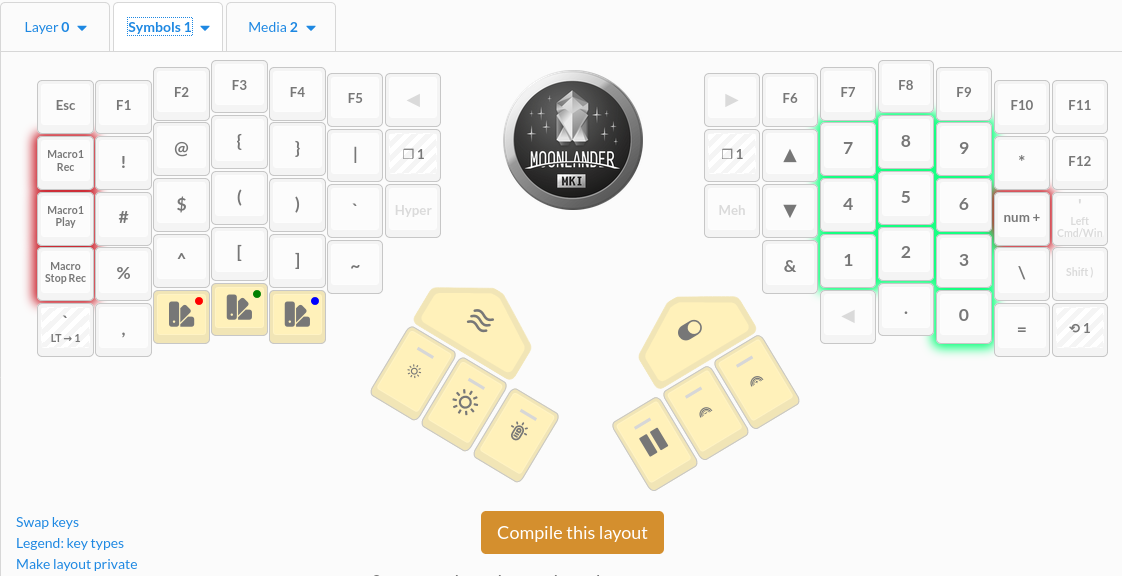 Layer 0
Symbols 1
Media 2
Esc
F1
F2
F3
F4
F5
◀
▶
F6
F7
F8
F9
F10
F11
Macro1
Rec
!
@
{
}
|
❐ 1
❐ 1
▲
7
8
9
*
F12
Macro1
Play
#
$
(
)
`
Hyper
Meh
▼
4
5
6
num +
'
Left
Cmd/Win
Macro
Stop Rec
%
^
[
]
~
&
1
2
3
\
Shift )
`
LT → 1
,
◀
.
0
=
⟲ 1
MOONLANDER
MKI
Swap keys
Legend: key types
Make layout private
Compile this layout